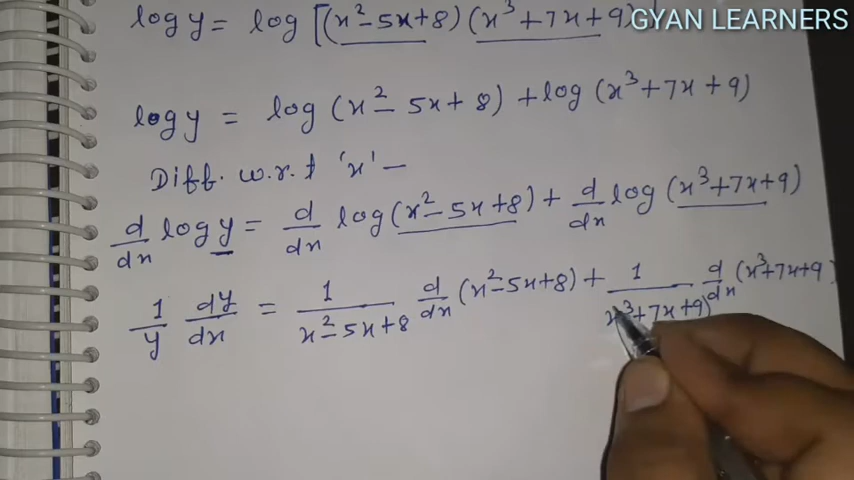 log y = log [(x²-5x+8)(x³+7x+9)]
GYAN LEARNERS
log y = log (x² - 5x + 8) + log (x³ + 7x + 9)
Diff. w.r.t 'x' —
d/dx log y = d/dx log (x² - 5x + 8) + d/dx log (x³ + 7x + 9)
1/y dy/dx = 1/(x² - 5x + 8) d/dx (x² - 5x + 8) + 1/(x³ + 7x + 9) d/dx (x³ + 7x + 9)